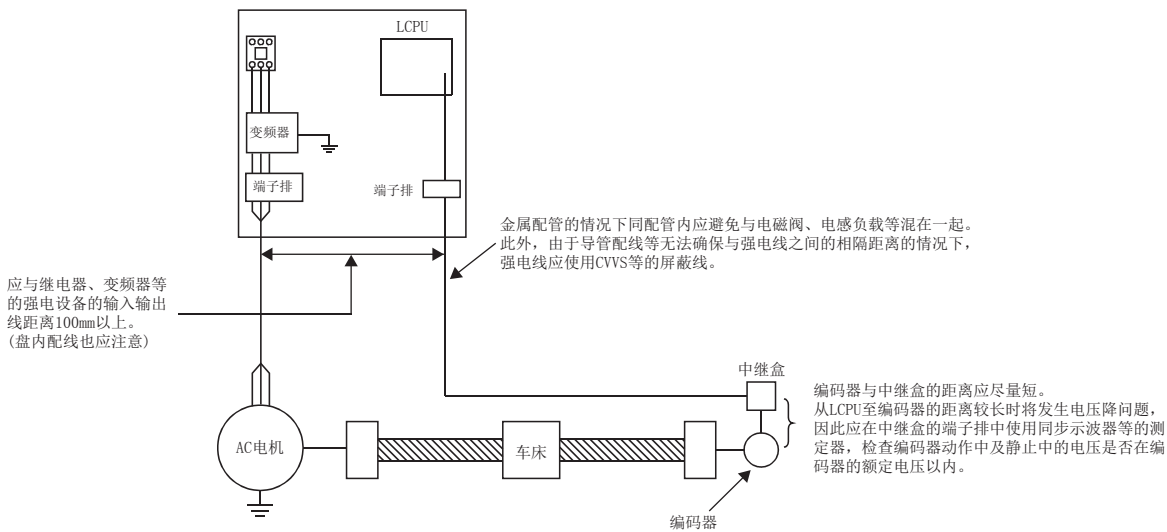 LCPU
变频器
端子排
端子排
金属配管的情况下同配管内应避免与电磁阀、电感负载等混在一起。
此外，由于导管配线等无法确保与强电线之间的相隔距离的情况下，
强电线应使用CVVS等的屏蔽线。
应与继电器、变频器等
的强电设备的输入输出
线距离100mm以上。
(盘内配线也应注意)
中继盒
编码器与中继盒的距离应尽量短。
从LCPU至编码器的距离较长时将发生电压降问题，
因此应在中继盒的端子排中使用同步示波器等的测
定器，检查编码器动作中及静止中的电压是否在编
码器的额定电压以内。
AC电机
车床
编码器